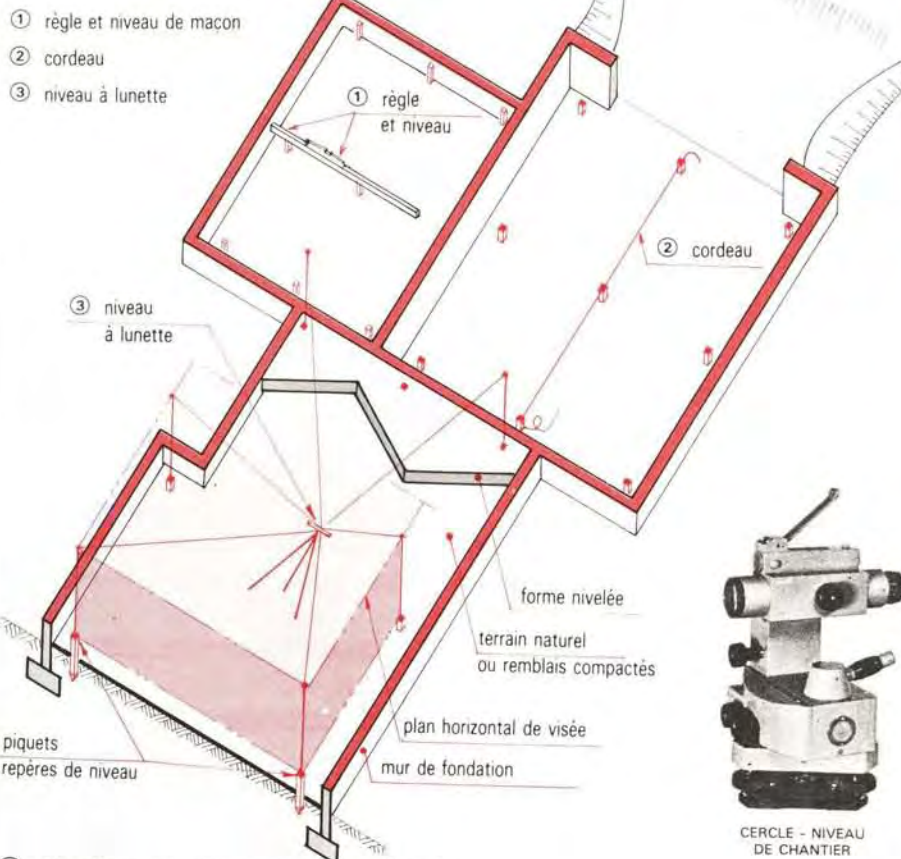 ① règle et niveau de maçon
② cordeau
③ niveau à lunette
① règle
et niveau
② cordeau
③ niveau
à lunette
forme nivelée
terrain naturel
ou remblais compactés
plan horizontal de visée
piquets
repères de niveau
mur de fondation
CERCLE - NIVEAU
DE CHANTIER